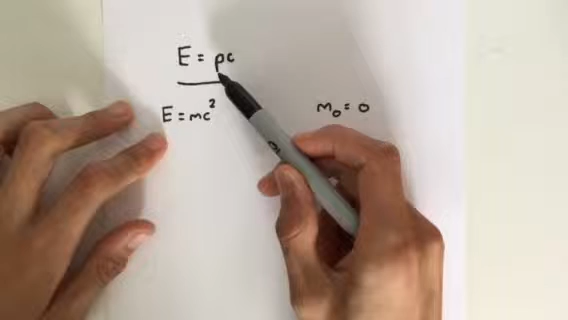 E = pc
E = mc²
m₀ = 0